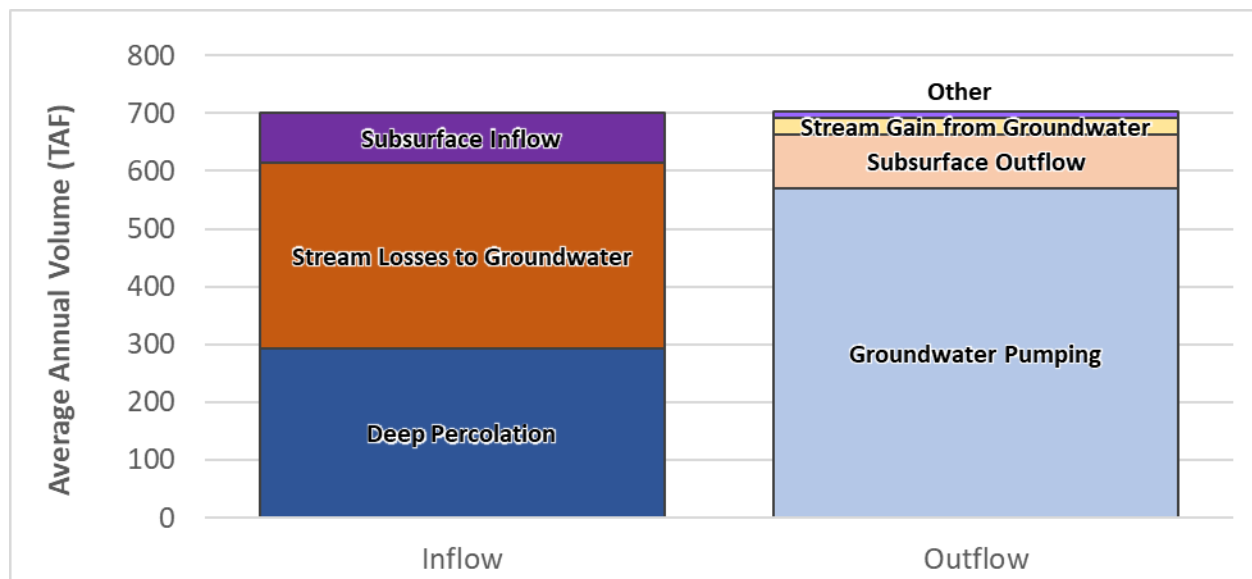 Average Annual Volume (TAF)
800
700
600
500
400
300
200
100
0
Subsurface Inflow
Stream Losses to Groundwater
Deep Percolation
Other
Stream Gain from Groundwater
Subsurface Outflow
Groundwater Pumping
Inflow
Outflow